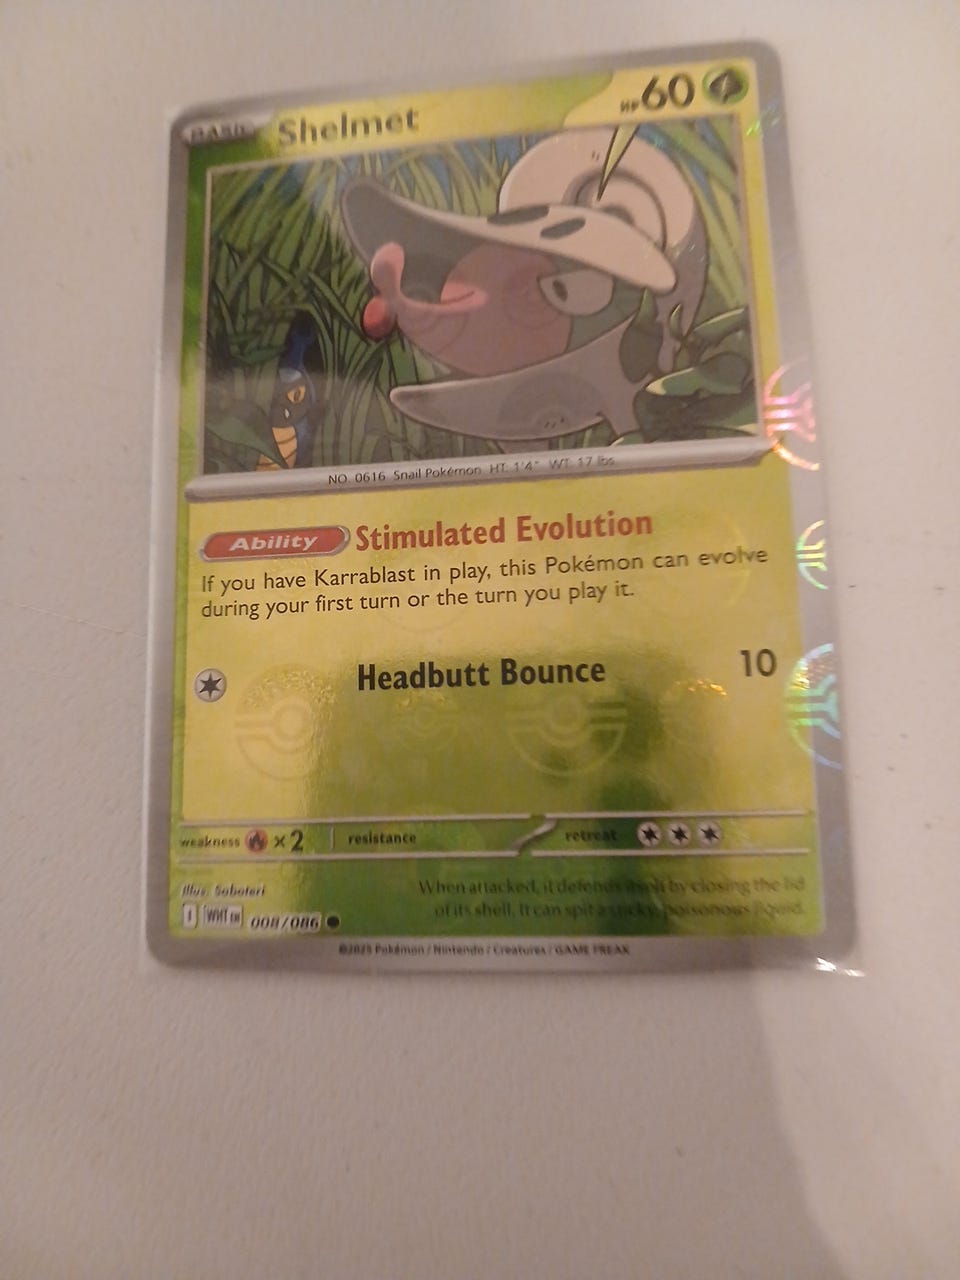 BASIC Shelmet HP 60
NO. 0616 Snail Pokémon HT: 1'4" WT: 17 lbs.
Ability Stimulated Evolution
If you have Karrablast in play, this Pokémon can evolve
during your first turn or the turn you play it.
Headbutt Bounce 10
weakness ×2 resistance retreat
Illus. Saboteri
When attacked, it defends itself by closing the lid
of its shell. It can spit a sticky, poisonous liquid.
I WHT EN 008/086
©2025 Pokémon / Nintendo / Creatures / GAME FREAK